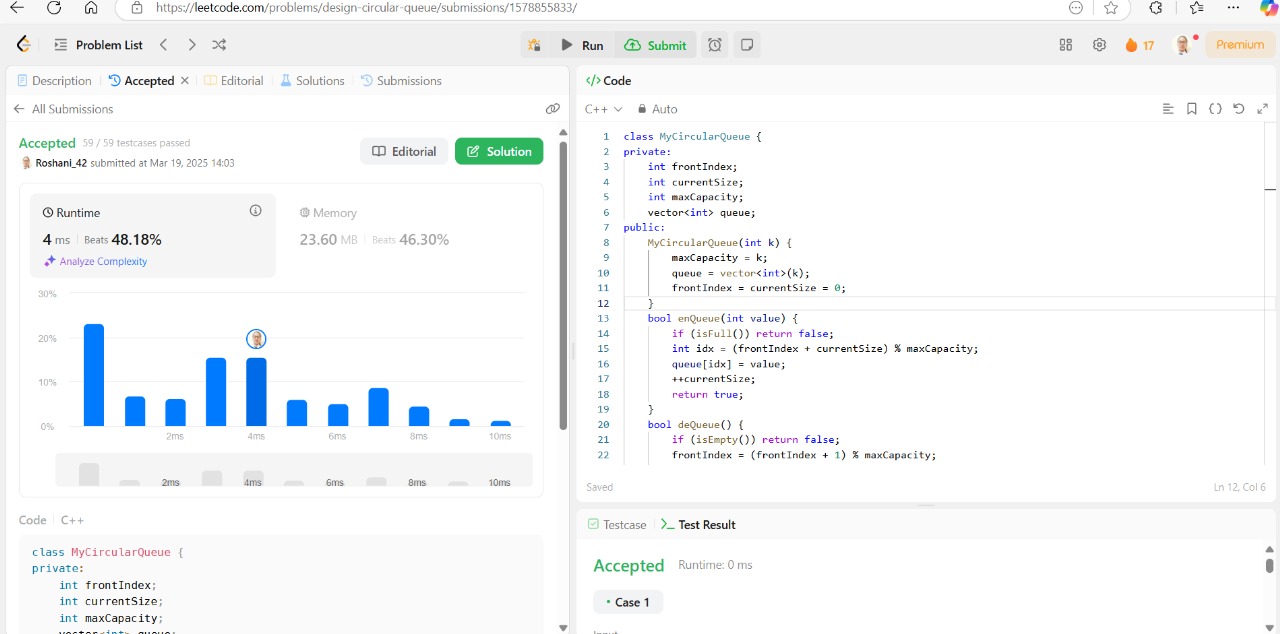 https://leetcode.com/problems/design-circular-queue/submissions/1578855833/
Problem List
Run
Submit
17
Premium
Description
Accepted
Editorial
Solutions
Submissions
All Submissions
Accepted 59 / 59 testcases passed
Roshani_42 submitted at Mar 19, 2025 14:03
Editorial
Solution
Runtime
4 ms | Beats 48.18%
Analyze Complexity
Memory
23.60 MB | Beats 46.30%
30%
20%
10%
0%
2ms 4ms 6ms 8ms 10ms
2ms 4ms 6ms 8ms 10ms
Code | C++
class MyCircularQueue {
private:
int frontIndex;
int currentSize;
int maxCapacity;
vector<int> queue;
</> Code
C++ Auto
1 class MyCircularQueue {
2 private:
3 int frontIndex;
4 int currentSize;
5 int maxCapacity;
6 vector<int> queue;
7 public:
8 MyCircularQueue(int k) {
9 maxCapacity = k;
10 queue = vector<int>(k);
11 frontIndex = currentSize = 0;
12 }
13 bool enQueue(int value) {
14 if (isFull()) return false;
15 int idx = (frontIndex + currentSize) % maxCapacity;
16 queue[idx] = value;
17 ++currentSize;
18 return true;
19 }
20 bool deQueue() {
21 if (isEmpty()) return false;
22 frontIndex = (frontIndex + 1) % maxCapacity;
Saved
Ln 12, Col 6
Testcase
Test Result
Accepted Runtime: 0 ms
• Case 1
Input